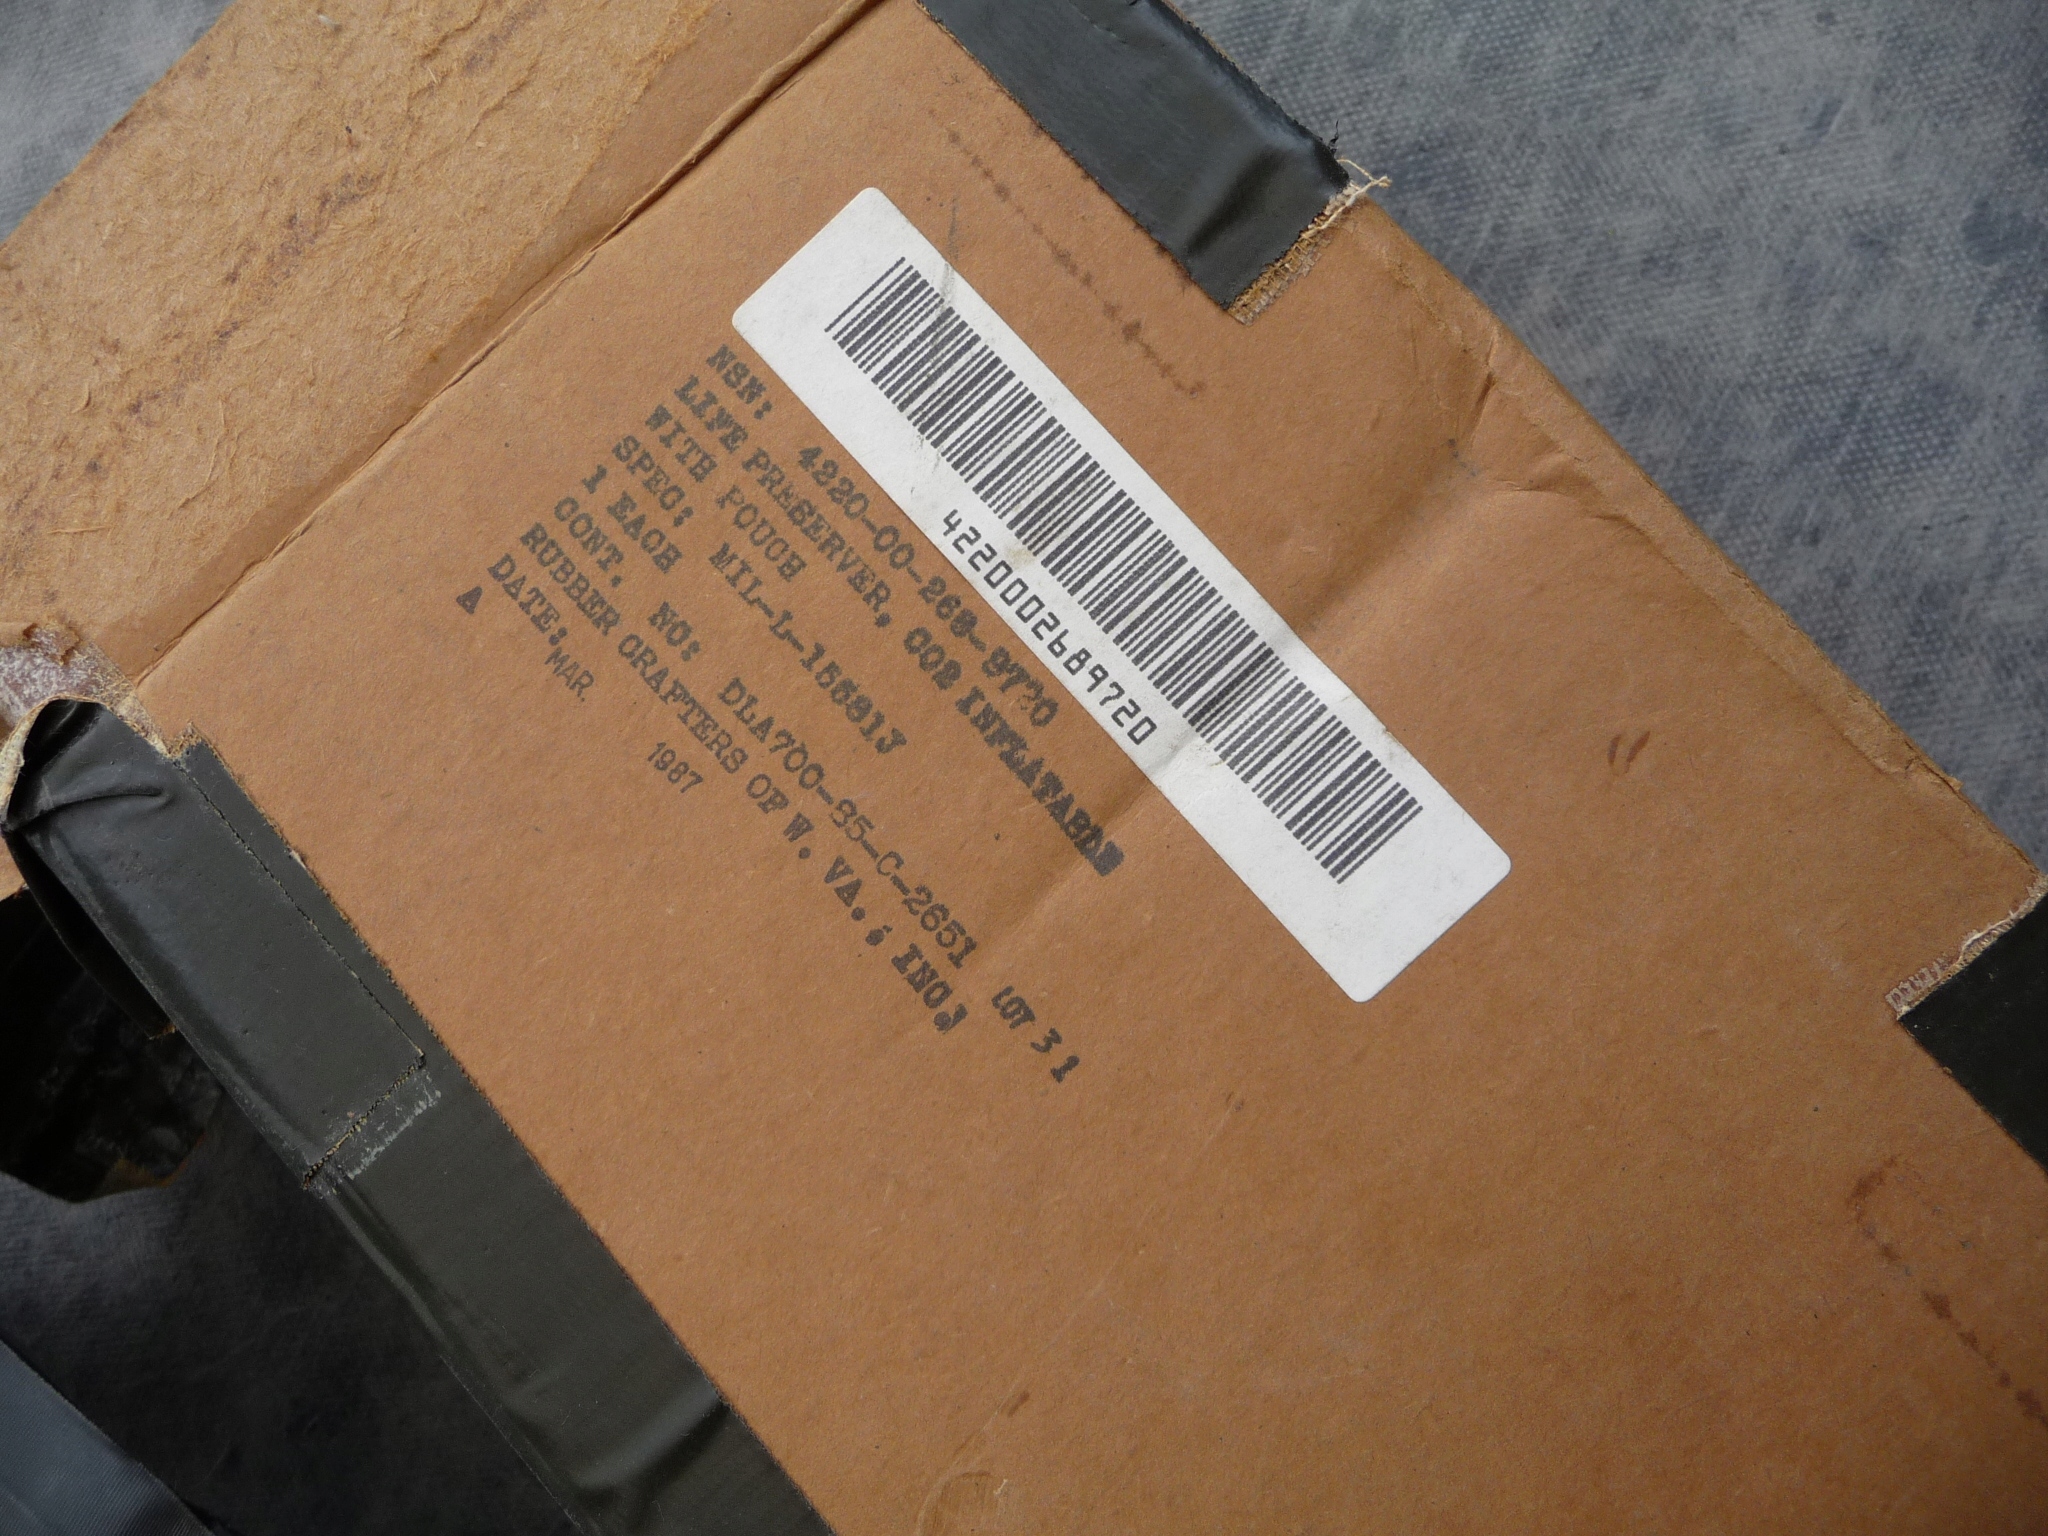 4220002689720
NSN: 4220-00-268-9720
LIFE PRESERVER, CO2 INFLATABLE
WITH POUCH
SPEC: MIL-L-15581J
1 EACH
CONT. NO: DLA700-85-C-2651 LOT 31
RUBBER CRAFTERS OF W. VA., INC.
DATE: MAR. 1987
A